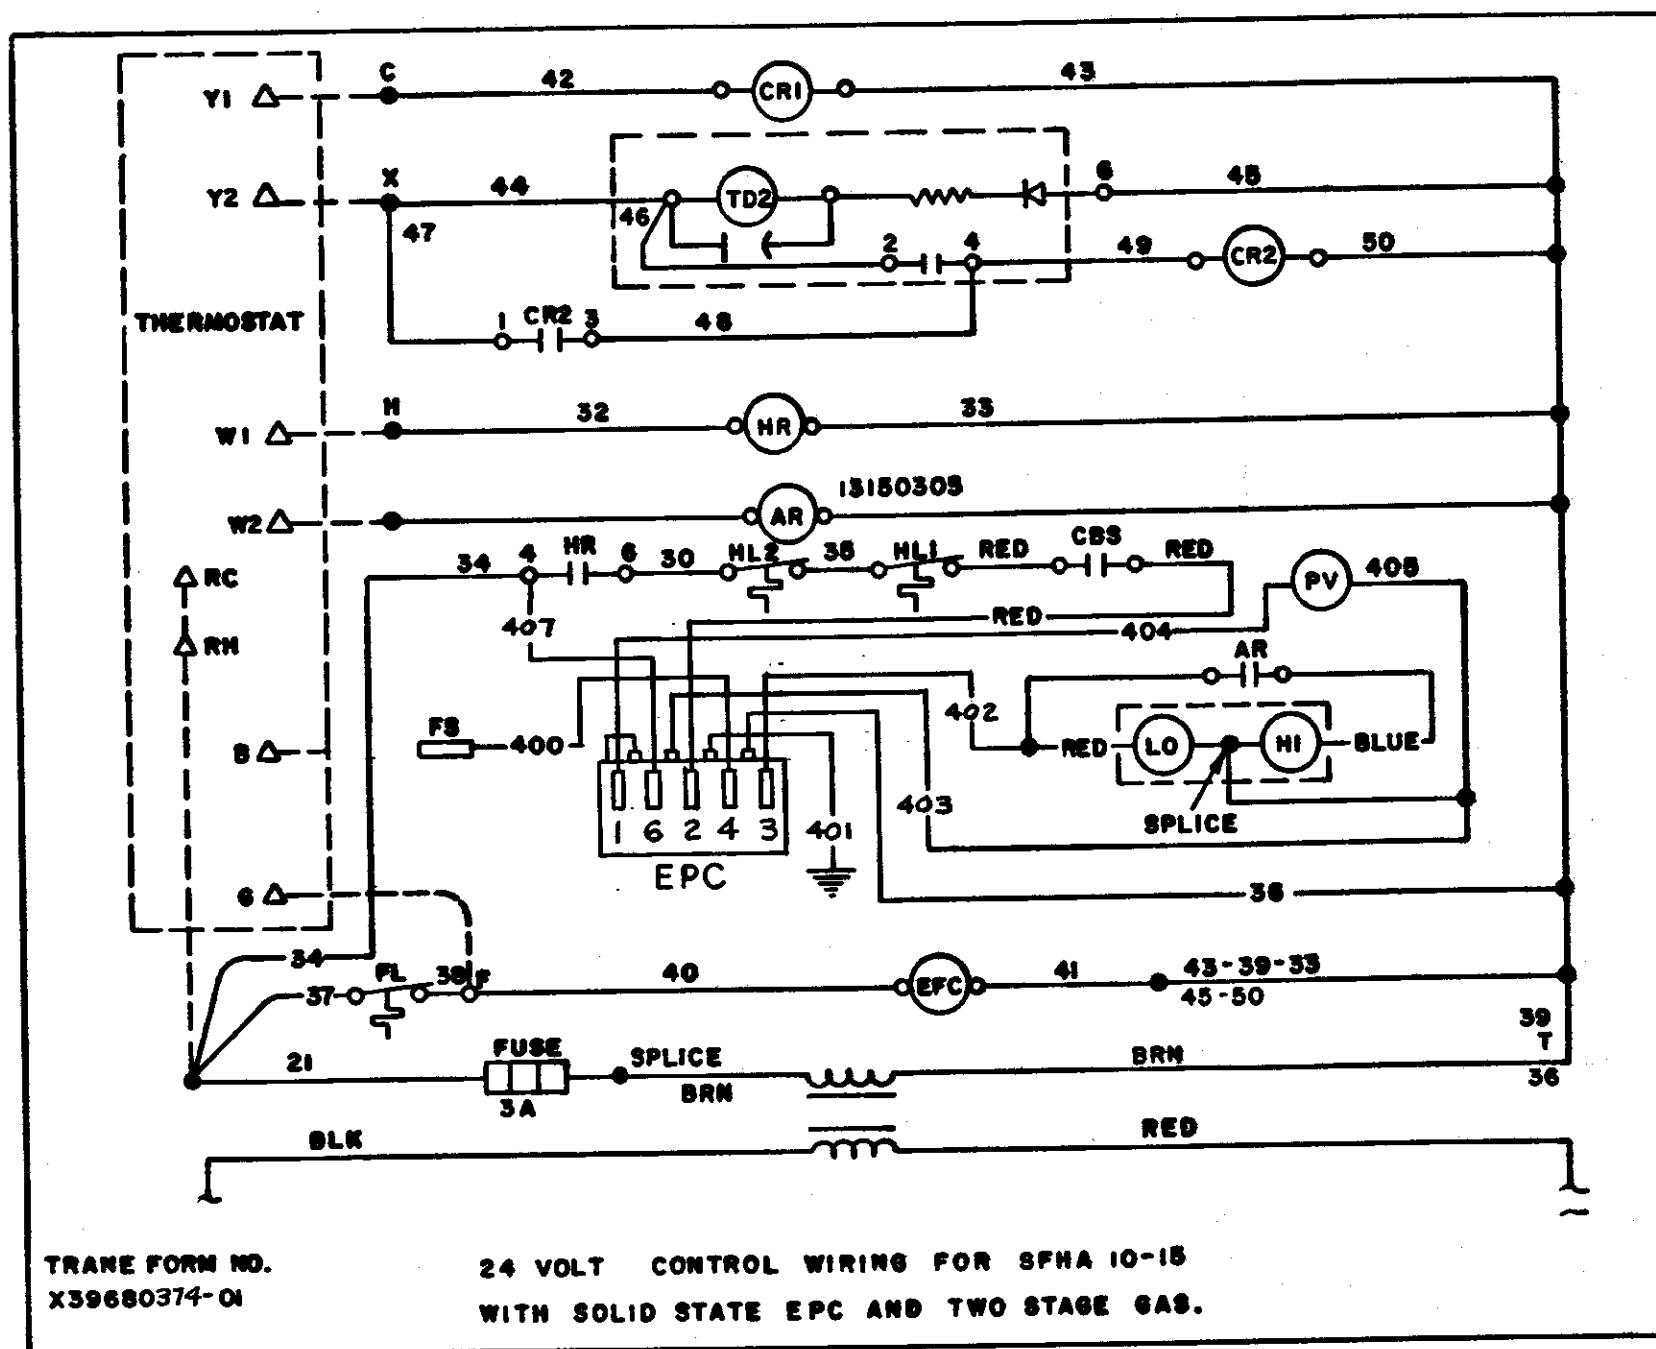 C 42 CR1 43
Y1
Y2 X 44 TD2 6 45
46
47
2 4 49 CR2 50
THERMOSTAT
1 CR2 3 48
W1 H 32 HR 33
W2 AR 13150303
34 4 HR 6 30 HL2 35 HL1 RED CBS RED
RC PV 405
407 RED
404
RH AR
402
FS 400
RED LO HI BLUE
B
403
SPLICE
1 6 2 4 3 401
EPC
G 36
34
37 FL 38 F 40 EFC 41 43-39-33
45-50
39
T
36
21 FUSE SPLICE BRN
3A BRN
BLK RED
TRANE FORM NO.
X39680374-01
24 VOLT CONTROL WIRING FOR SFHA 10-15
WITH SOLID STATE EPC AND TWO STAGE GAS.